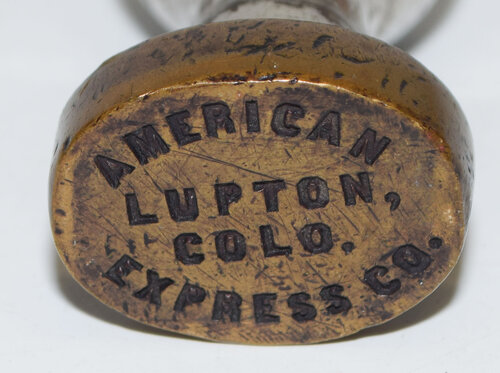 AMERICAN
LUPTON,
COLO.
EXPRESS CO.